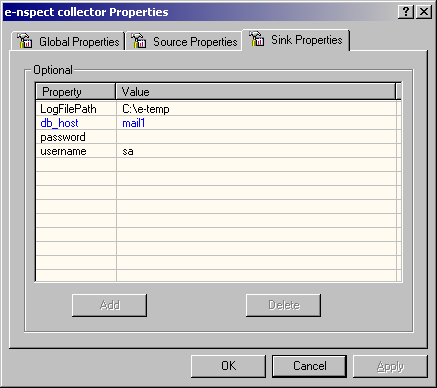 e-nspect collector Properties
Global Properties Source Properties Sink Properties
Optional
Property Value
LogFilePath C:\e-temp
db_host mail1
password
username sa
Add Delete
OK Cancel Apply